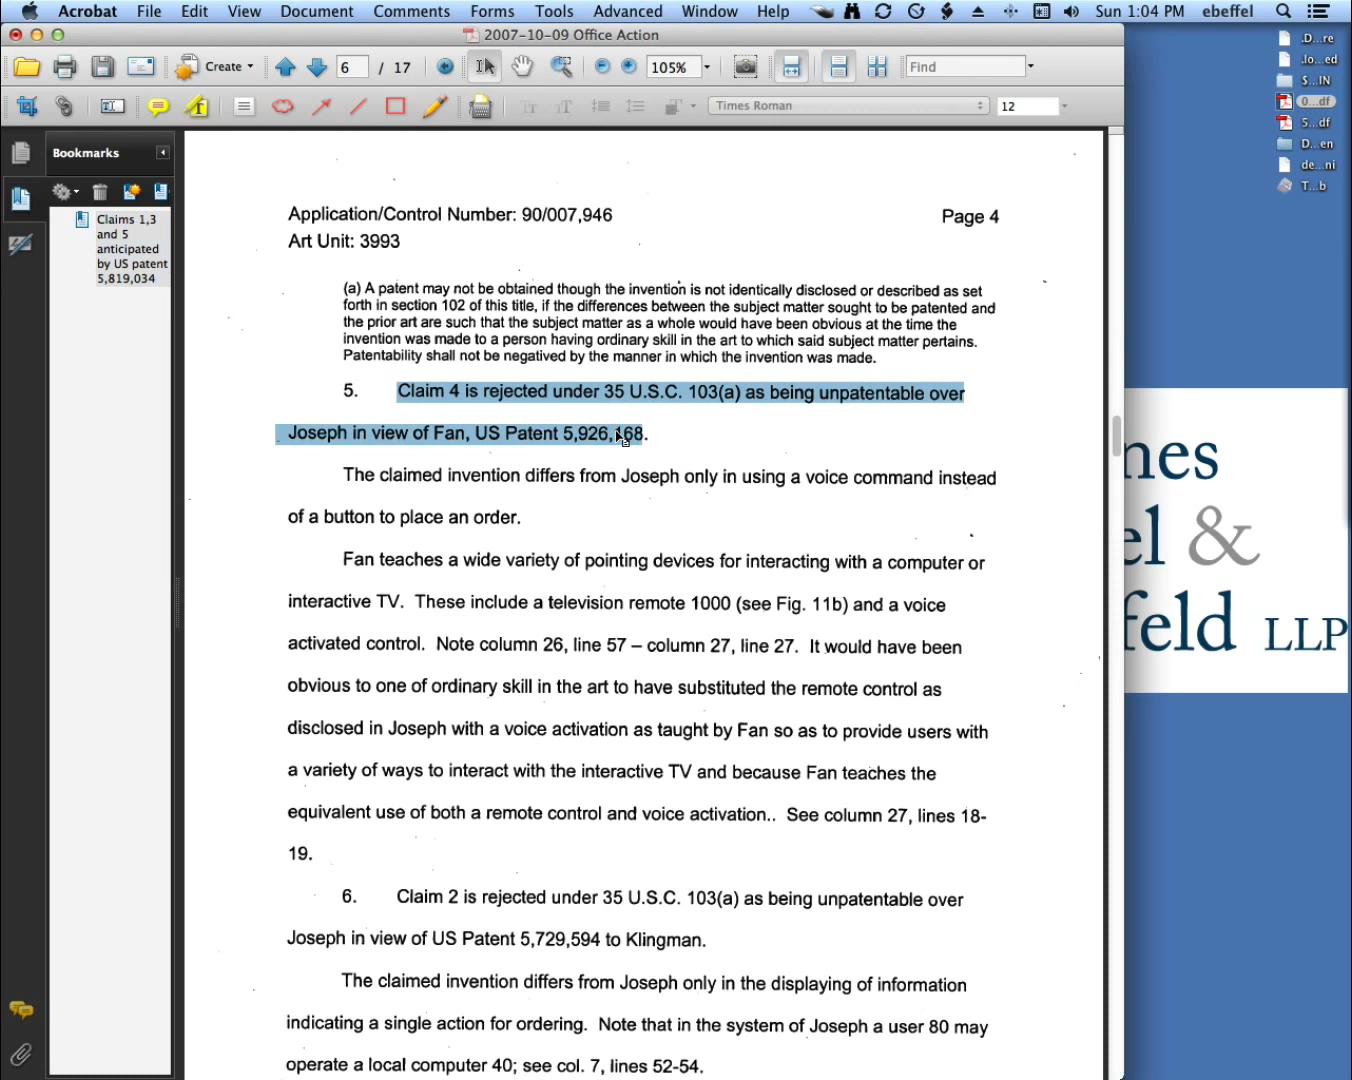 Acrobat File Edit View Document Comments Forms Tools Advanced Window Help Sun 1:04 PM ebeffel
2007-10-09 Office Action
Create 6 / 17 105% Find
Times Roman 12
.D...re
.Io...ed
S...IN
0...df
5...df
D...en
de...ni
T...b
Bookmarks
Claims 1,3
and 5
anticipated
by US patent
5,819,034
Application/Control Number: 90/007,946 Page 4
Art Unit: 3993
(a) A patent may not be obtained though the invention is not identically disclosed or described as set
forth in section 102 of this title, if the differences between the subject matter sought to be patented and
the prior art are such that the subject matter as a whole would have been obvious at the time the
invention was made to a person having ordinary skill in the art to which said subject matter pertains.
Patentability shall not be negatived by the manner in which the invention was made.
5. Claim 4 is rejected under 35 U.S.C. 103(a) as being unpatentable over
Joseph in view of Fan, US Patent 5,926,168.
The claimed invention differs from Joseph only in using a voice command instead
of a button to place an order.
Fan teaches a wide variety of pointing devices for interacting with a computer or
interactive TV. These include a television remote 1000 (see Fig. 11b) and a voice
activated control. Note column 26, line 57 – column 27, line 27. It would have been
obvious to one of ordinary skill in the art to have substituted the remote control as
disclosed in Joseph with a voice activation as taught by Fan so as to provide users with
a variety of ways to interact with the interactive TV and because Fan teaches the
equivalent use of both a remote control and voice activation.. See column 27, lines 18-
19.
6. Claim 2 is rejected under 35 U.S.C. 103(a) as being unpatentable over
Joseph in view of US Patent 5,729,594 to Klingman.
The claimed invention differs from Joseph only in the displaying of information
indicating a single action for ordering. Note that in the system of Joseph a user 80 may
operate a local computer 40; see col. 7, lines 52-54.
nes
el &
feld LLP